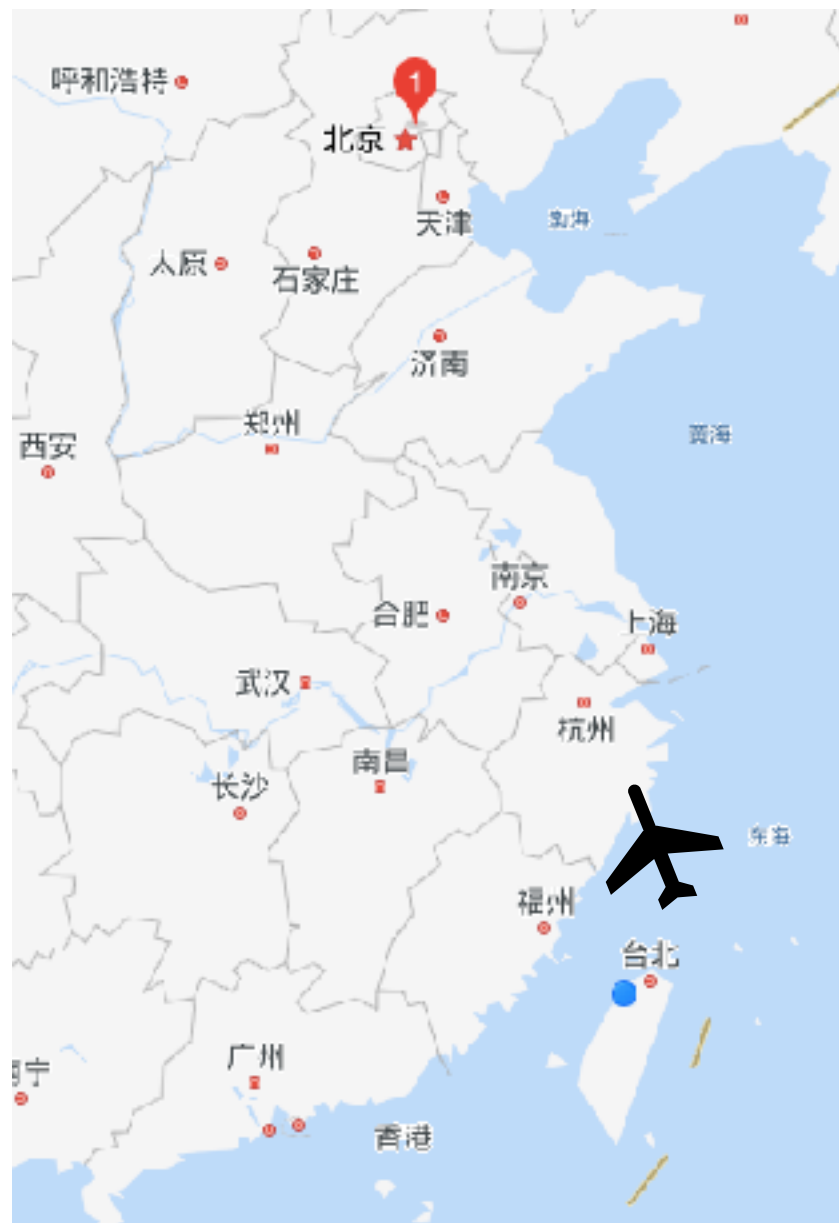 呼和浩特
1
北京
天津
渤海
太原
石家庄
济南
郑州
黄海
西安
南京
合肥
上海
武汉
杭州
南昌
长沙
东海
福州
台北
广州
宁
香港